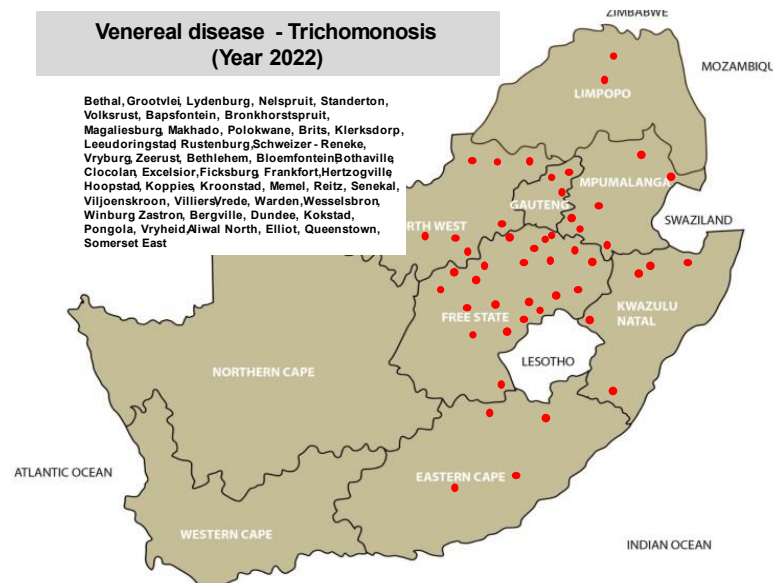 Venereal disease - Trichomonosis
(Year 2022)
Bethal, Grootvlei, Lydenburg, Nelspruit, Standerton,
Volksrust, Bapsfontein, Bronkhorstspruit,
Magaliesburg, Makhado, Polokwane, Brits, Klerksdorp,
Leeudoringstad, Rustenburg,Schweizer - Reneke,
Vryburg, Zeerust, Bethlehem, Bloemfontein,Bothaville,
Clocolan, Excelsior,Ficksburg, Frankfort,Hertzogville,
Hoopstad, Koppies, Kroonstad, Memel, Reitz, Senekal,
Viljoenskroon, Villiers,Vrede, Warden,Wesselsbron,
Winburg, Zastron, Bergville, Dundee, Kokstad,
Pongola, Vryheid,Aliwal North, Elliot, Queenstown,
Somerset East
ZIMBABWE
MOZAMBIQU
LIMPOPO
MPUMALANGA
GAUTENG
SWAZILAND
RTH WEST
FREE STATE
KWAZULU
NATAL
LESOTHO
NORTHERN CAPE
ATLANTIC OCEAN
EASTERN CAPE
WESTERN CAPE
INDIAN OCEAN